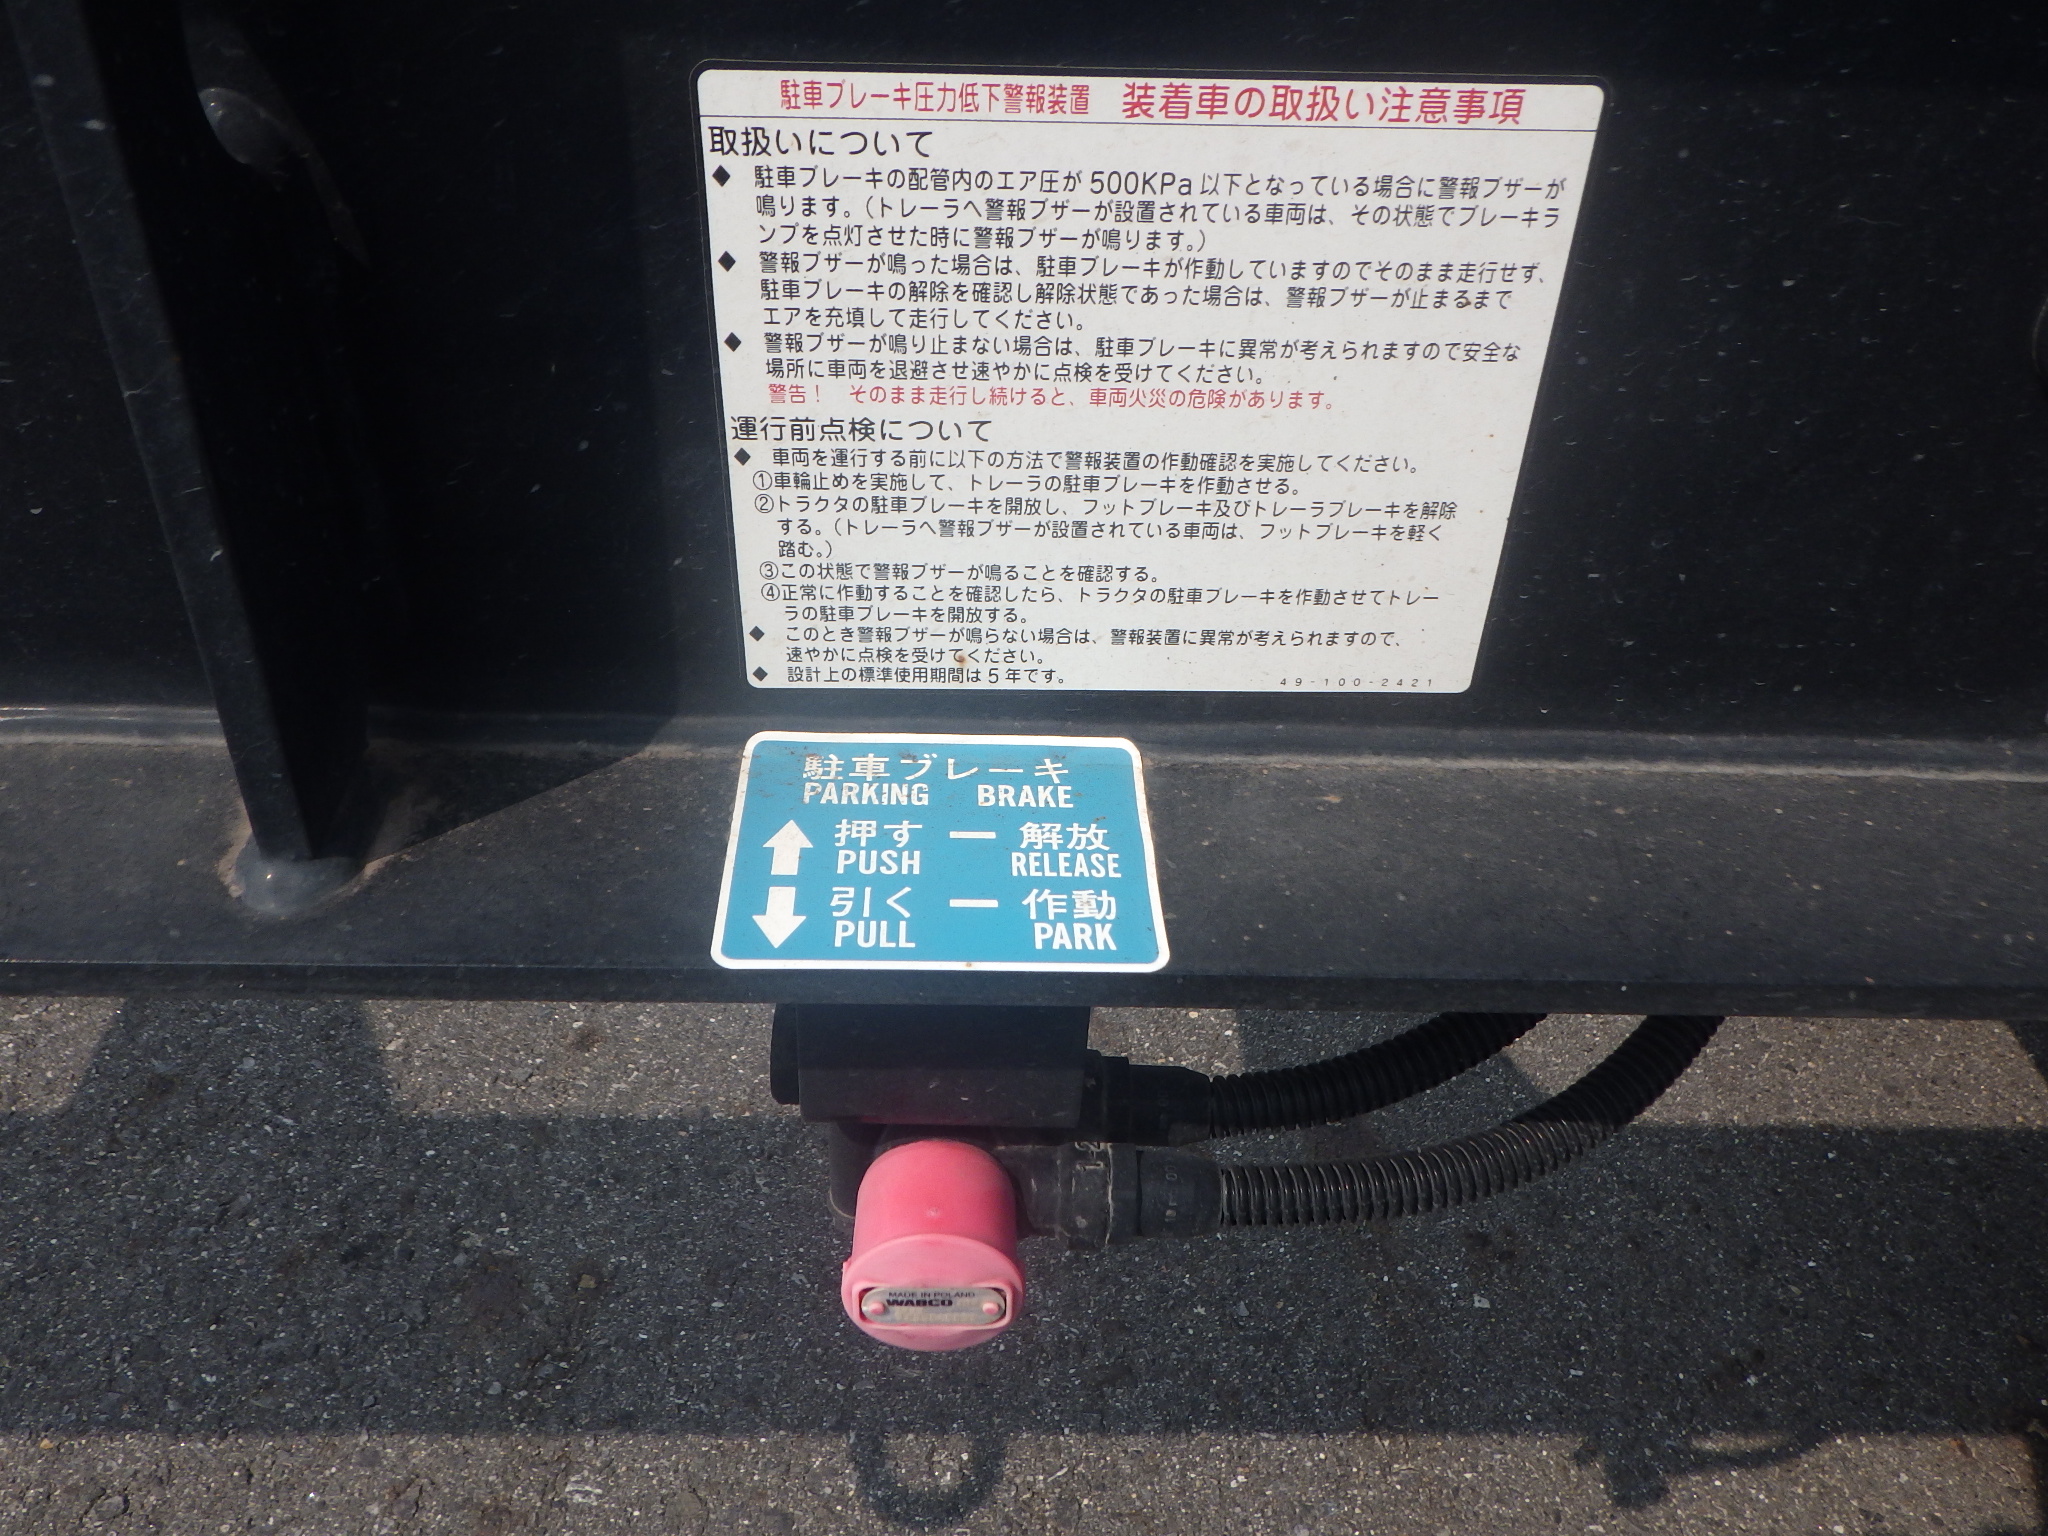 駐車ブレーキ圧力低下警報装置 装着車の取扱い注意事項
取扱いについて
◆ 駐車ブレーキの配管内のエア圧が500KPa以下となっている場合に警報ブザーが
鳴ります。（トレーラへ警報ブザーが設置されている車両は、その状態でブレーキラ
ンプを点灯させた時に警報ブザーが鳴ります。）
◆ 警報ブザーが鳴った場合は、駐車ブレーキが作動していますのでそのまま走行せず、
駐車ブレーキの解除を確認し解除状態であった場合は、警報ブザーが止まるまで
エアを充填して走行してください。
◆ 警報ブザーが鳴り止まない場合は、駐車ブレーキに異常が考えられますので安全な
場所に車両を退避させ速やかに点検を受けてください。
警告！ そのまま走行し続けると、車両火災の危険があります。
運行前点検について
◆ 車両を運行する前に以下の方法で警報装置の作動確認を実施してください。
①車輪止めを実施して、トレーラの駐車ブレーキを作動させる。
②トラクタの駐車ブレーキを開放し、フットブレーキ及びトレーラブレーキを解除
する。（トレーラへ警報ブザーが設置されている車両は、フットブレーキを軽く
踏む。）
③この状態で警報ブザーが鳴ることを確認する。
④正常に作動することを確認したら、トラクタの駐車ブレーキを作動させてトレー
ラの駐車ブレーキを開放する。
◆ このとき警報ブザーが鳴らない場合は、警報装置に異常が考えられますので、
速やかに点検を受けてください。
◆ 設計上の標準使用期間は5年です。
49-100-2421
駐車ブレーキ
PARKING BRAKE
押す ー 解放
PUSH RELEASE
引く ー 作動
PULL PARK
1-2
MADE IN POLAND
WABCO